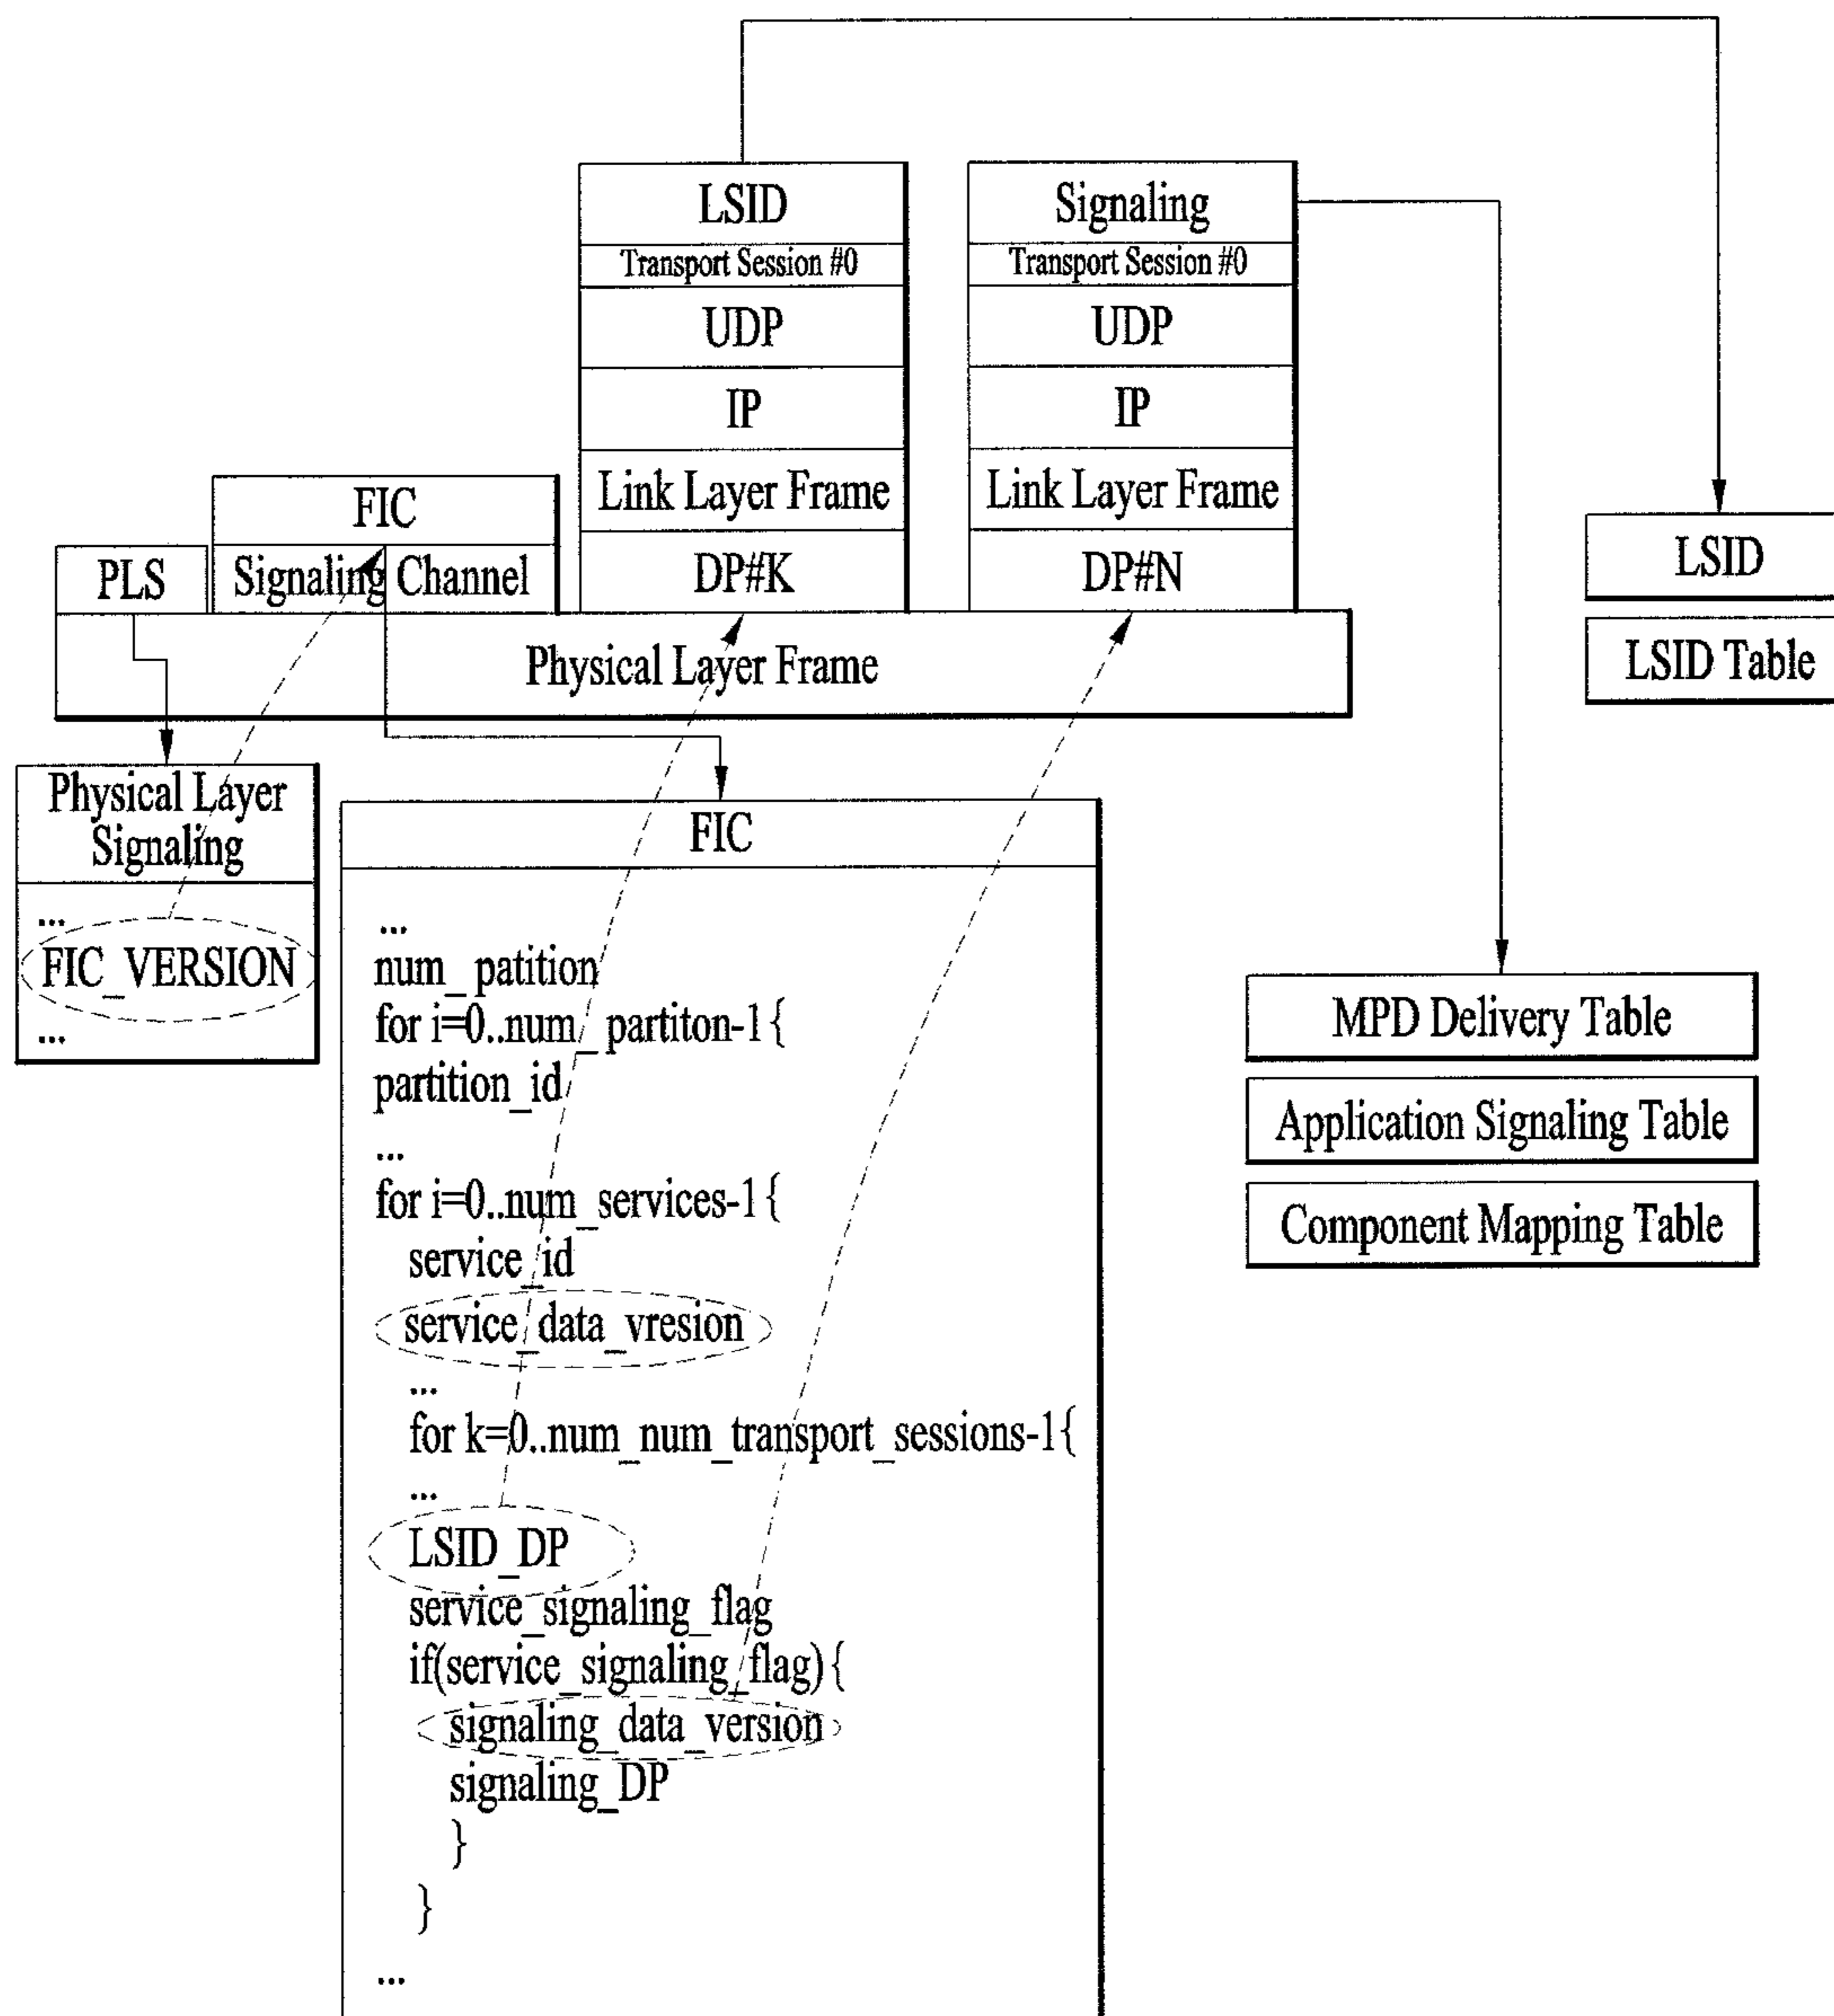 LSID
Transport Session #0
UDP
IP
Link Layer Frame
DP#K
Signaling
Transport Session #0
UDP
IP
Link Layer Frame
DP#N
FIC
Signaling Channel
PLS
Physical Layer Frame
LSID
LSID Table
Physical Layer
Signaling
...
FIC_VERSION
...
FIC
...
num_patition
for i=0..num_partiton-1{
partition_id
...
for i=0..num_services-1{
service_id
service_data_vresion
...
for k=0..num_num_transport_sessions-1{
...
LSID_DP
service_signaling_flag
if(service_signaling_flag){
signaling_data_version
signaling_DP
}
}
...
MPD Delivery Table
Application Signaling Table
Component Mapping Table